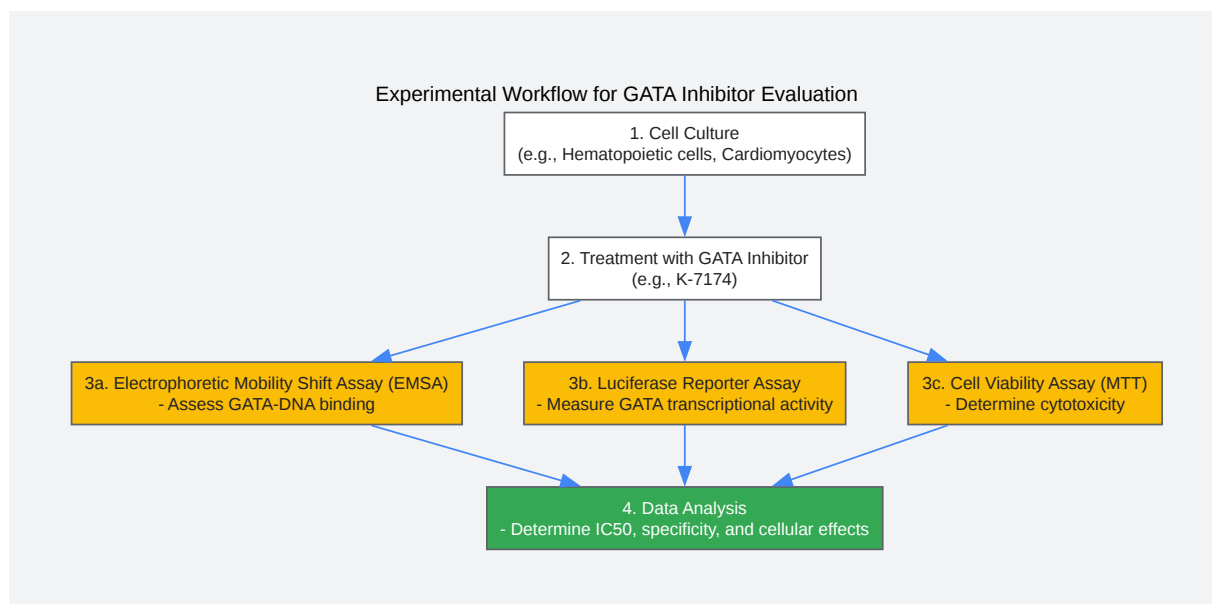 Experimental Workflow for GATA Inhibitor Evaluation
1. Cell Culture
(e.g., Hematopoietic cells, Cardiomyocytes)
2. Treatment with GATA Inhibitor
(e.g., K-7174)
3a. Electrophoretic Mobility Shift Assay (EMSA)
- Assess GATA-DNA binding
3b. Luciferase Reporter Assay
- Measure GATA transcriptional activity
3c. Cell Viability Assay (MTT)
- Determine cytotoxicity
4. Data Analysis
- Determine IC50, specificity, and cellular effects